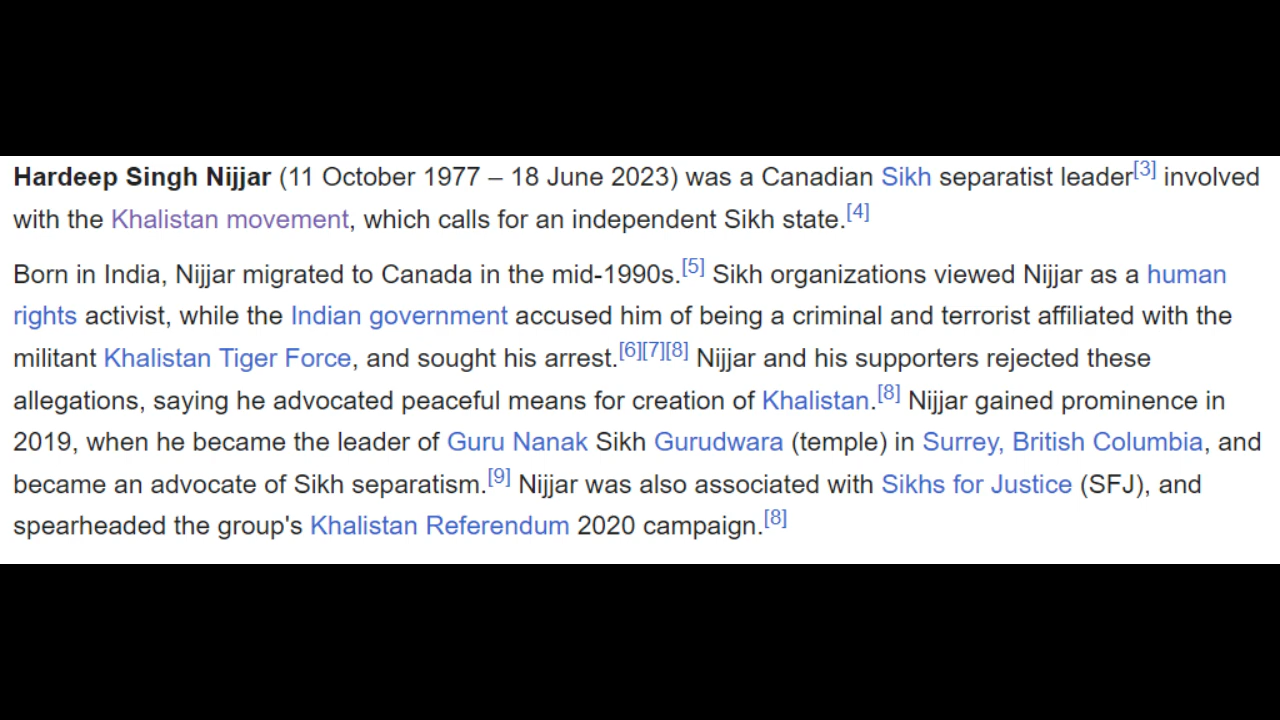 Hardeep Singh Nijjar (11 October 1977 – 18 June 2023) was a Canadian Sikh separatist leader[3] involved
with the Khalistan movement, which calls for an independent Sikh state.[4]
Born in India, Nijjar migrated to Canada in the mid-1990s.[5] Sikh organizations viewed Nijjar as a human
rights activist, while the Indian government accused him of being a criminal and terrorist affiliated with the
militant Khalistan Tiger Force, and sought his arrest.[6][7][8] Nijjar and his supporters rejected these
allegations, saying he advocated peaceful means for creation of Khalistan.[8] Nijjar gained prominence in
2019, when he became the leader of Guru Nanak Sikh Gurudwara (temple) in Surrey, British Columbia, and
became an advocate of Sikh separatism.[9] Nijjar was also associated with Sikhs for Justice (SFJ), and
spearheaded the group's Khalistan Referendum 2020 campaign.[8]